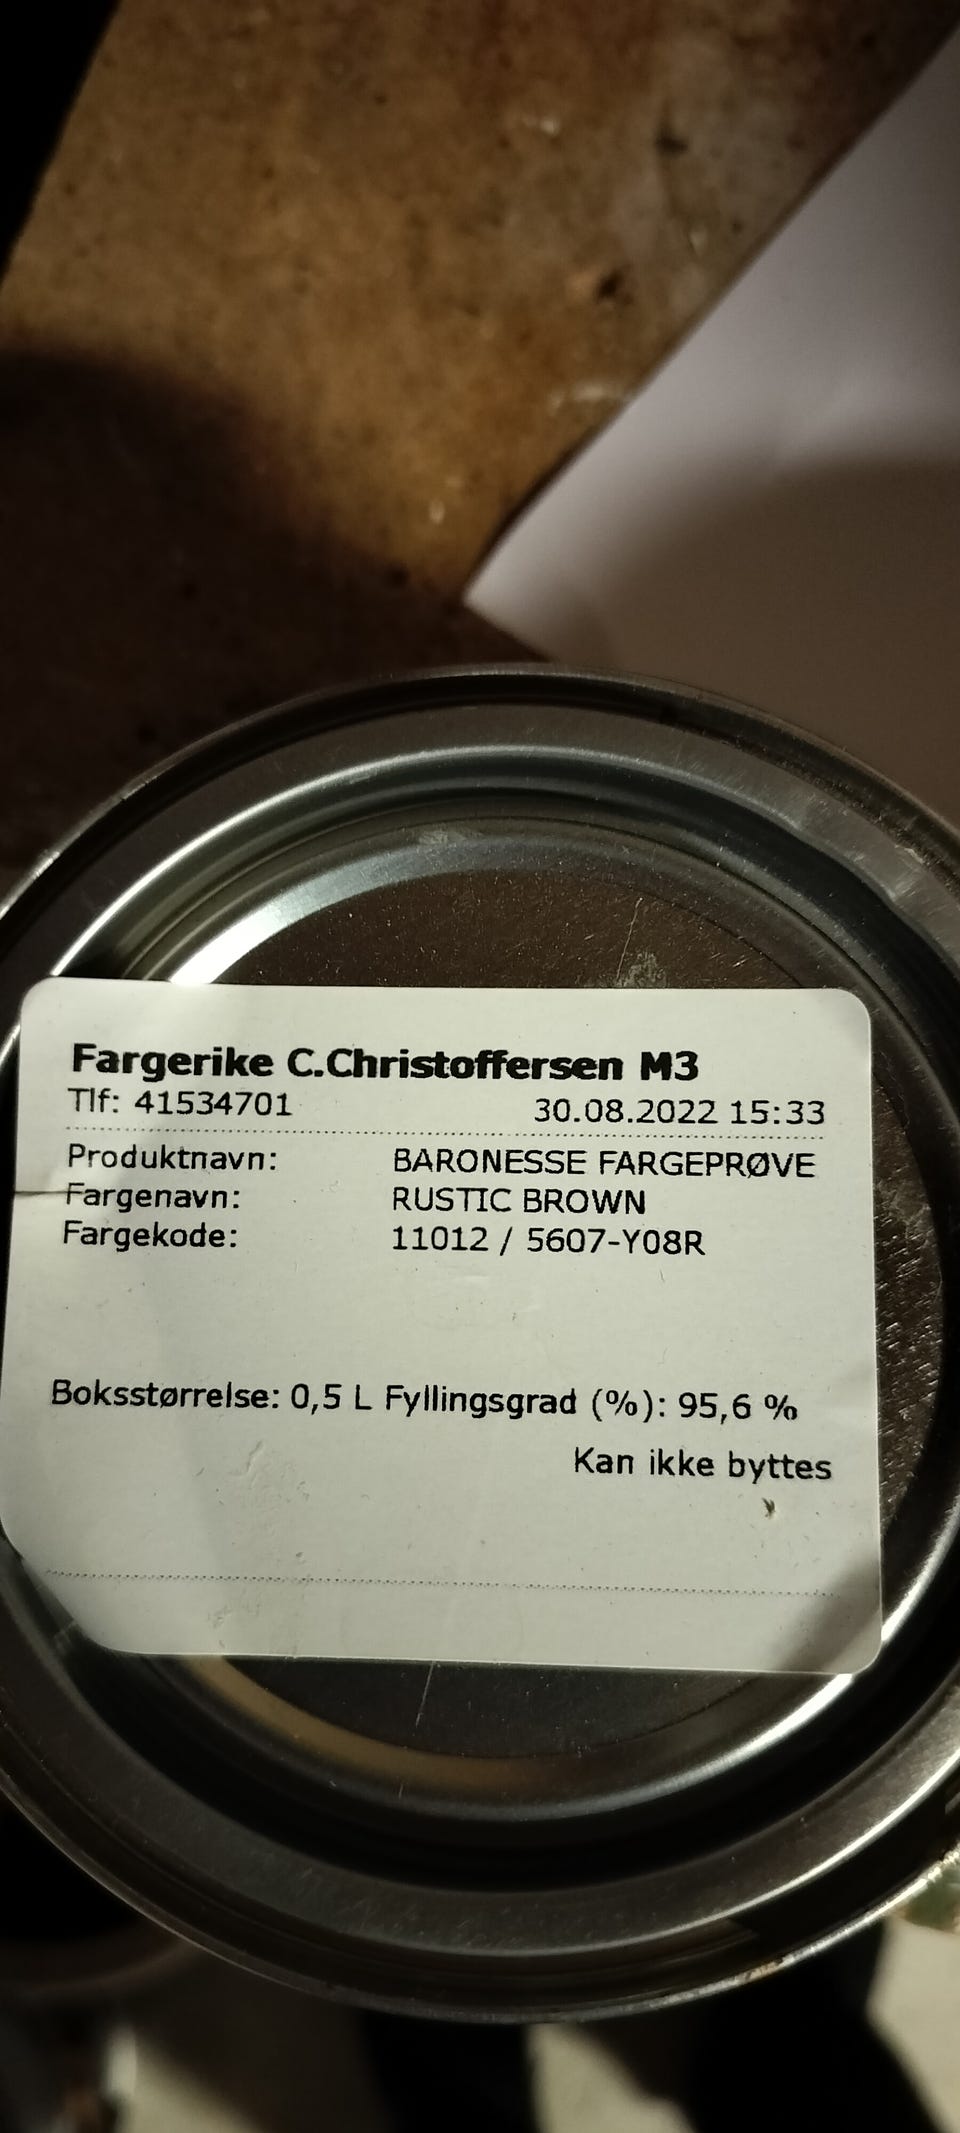 Fargerike C.Christoffersen M3
Tlf: 41534701 30.08.2022 15:33
Produktnavn: BARONESSE FARGEPRØVE
Fargenavn: RUSTIC BROWN
Fargekode: 11012 / 5607-Y08R
Boksstørrelse: 0,5 L Fyllingsgrad (%): 95,6 %
Kan ikke byttes